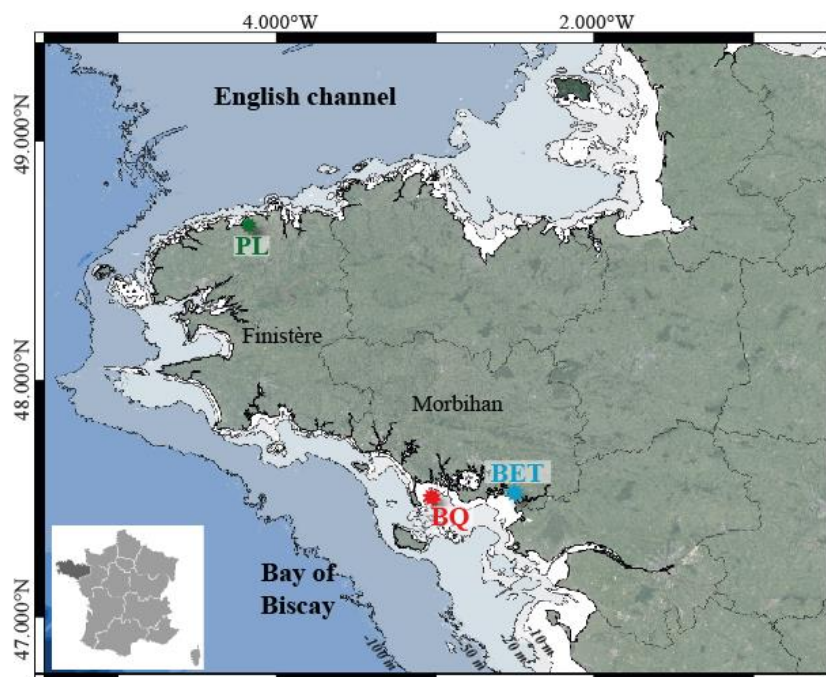 4.000°W
2.000°W
English channel
49.000°N
PL
Finistère
48.000°N
Morbihan
BET
BQ
Bay of
Biscay
47.000°N
-100 m
-50 m
-20 m
-10 m